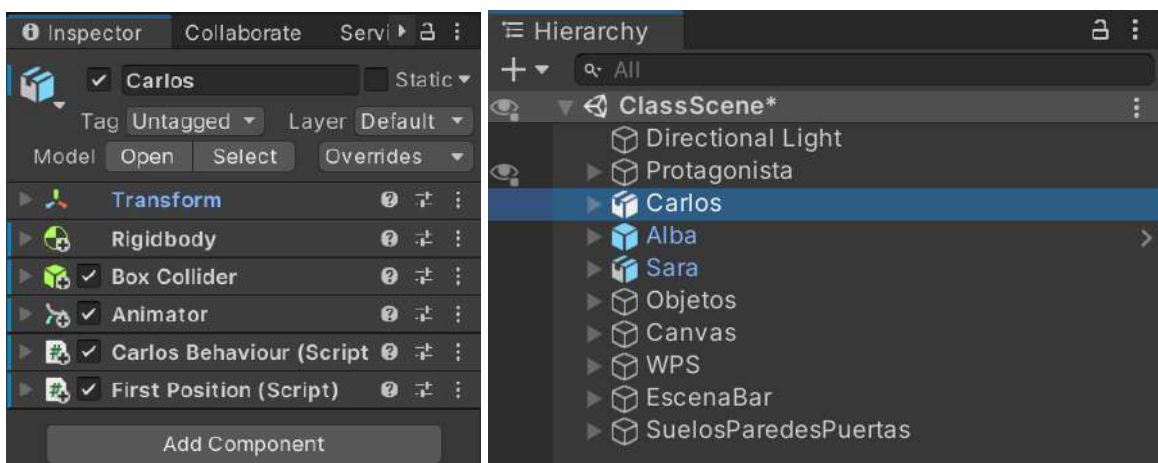 Inspector Collaborate Servi
Carlos Static
Tag Untagged Layer Default
Model Open Select Overrides
Transform
Rigidbody
Box Collider
Animator
Carlos Behaviour (Script
First Position (Script)
Add Component
Hierarchy
All
ClassScene*
Directional Light
Protagonista
Carlos
Alba
Sara
Objetos
Canvas
WPS
EscenaBar
SuelosParedesPuertas